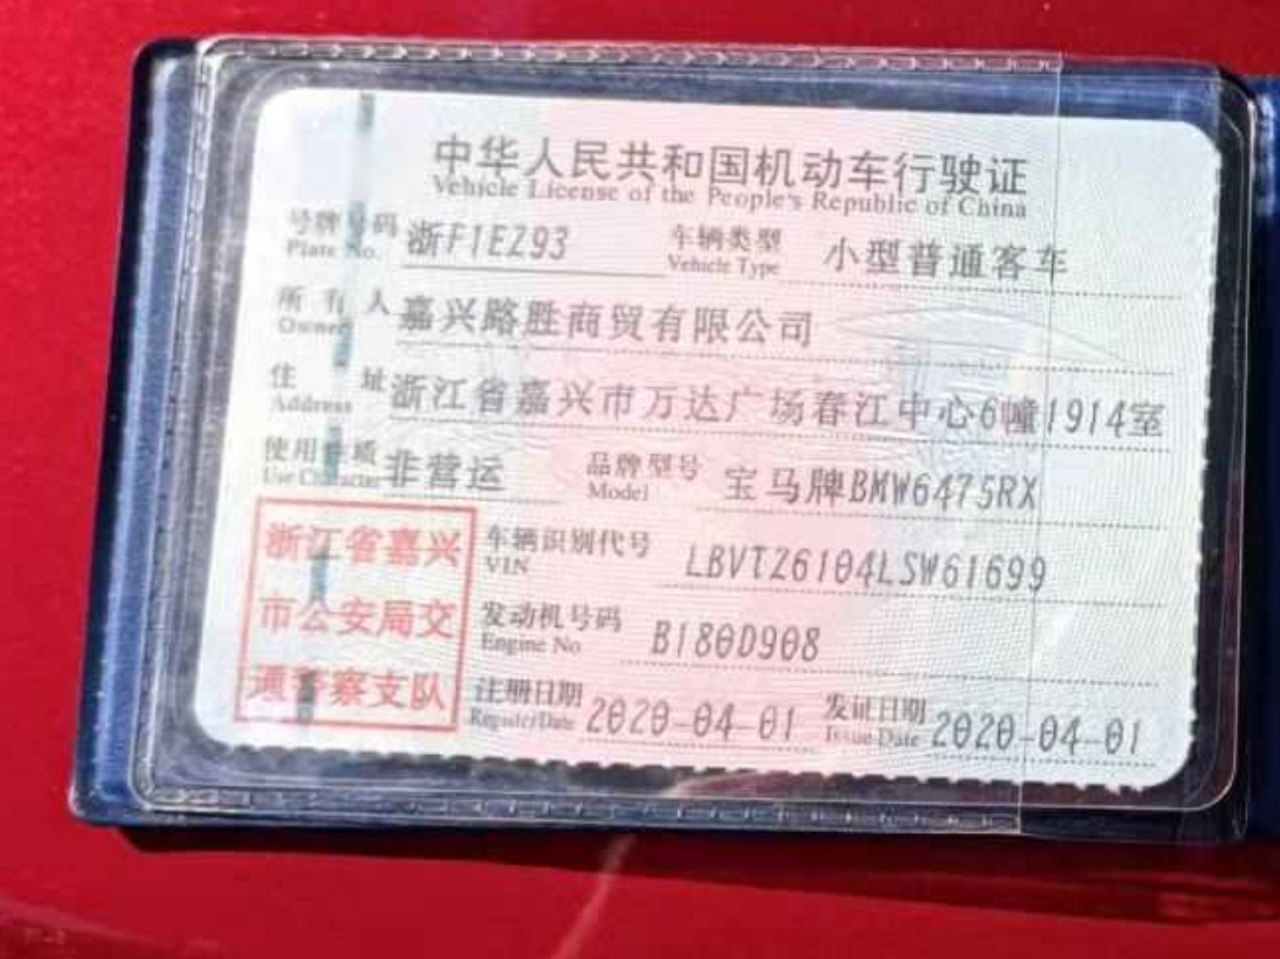 中华人民共和国机动车行驶证
Vehicle License of the People's Republic of China
号牌号码 浙F1EZ93 车辆类型 小型普通客车
Plate No. Vehicle Type
所有人 嘉兴路胜商贸有限公司
Owner
住址 浙江省嘉兴市万达广场春江中心6幢1914室
Address
使用性质 非营运 品牌型号 宝马牌BMW6475RX
Use Character Model
浙江省嘉兴
市公安局交
通警察支队
车辆识别代号 LBVTZ6104LSW61699
VIN
发动机号码 B180D908
Engine No
注册日期 2020-04-01 发证日期 2020-04-01
Register Date Issue Date